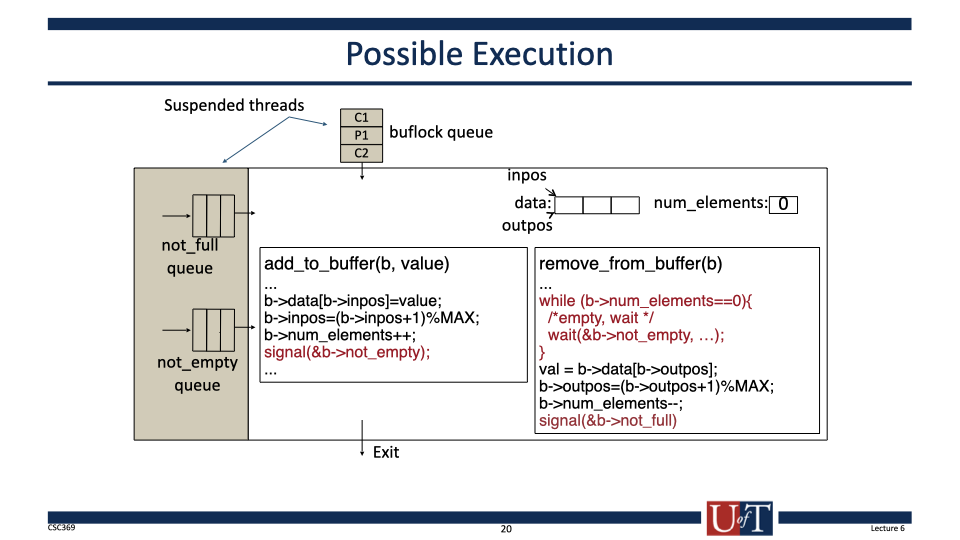 Possible Execution
Suspended threads
C1
P1
C2
buflock queue
inpos
data:
num_elements: 0
outpos
not_full
queue
not_empty
queue
add_to_buffer(b, value)
...
b->data[b->inpos]=value;
b->inpos=(b->inpos+1)%MAX;
b->num_elements++;
signal(&b->not_empty);
...
remove_from_buffer(b)
...
while (b->num_elements==0){
/*empty, wait */
wait(&b->not_empty, …);
}
val = b->data[b->outpos];
b->outpos=(b->outpos+1)%MAX;
b->num_elements--;
signal(&b->not_full)
Exit
CSC369
20
UofT
Lecture 6